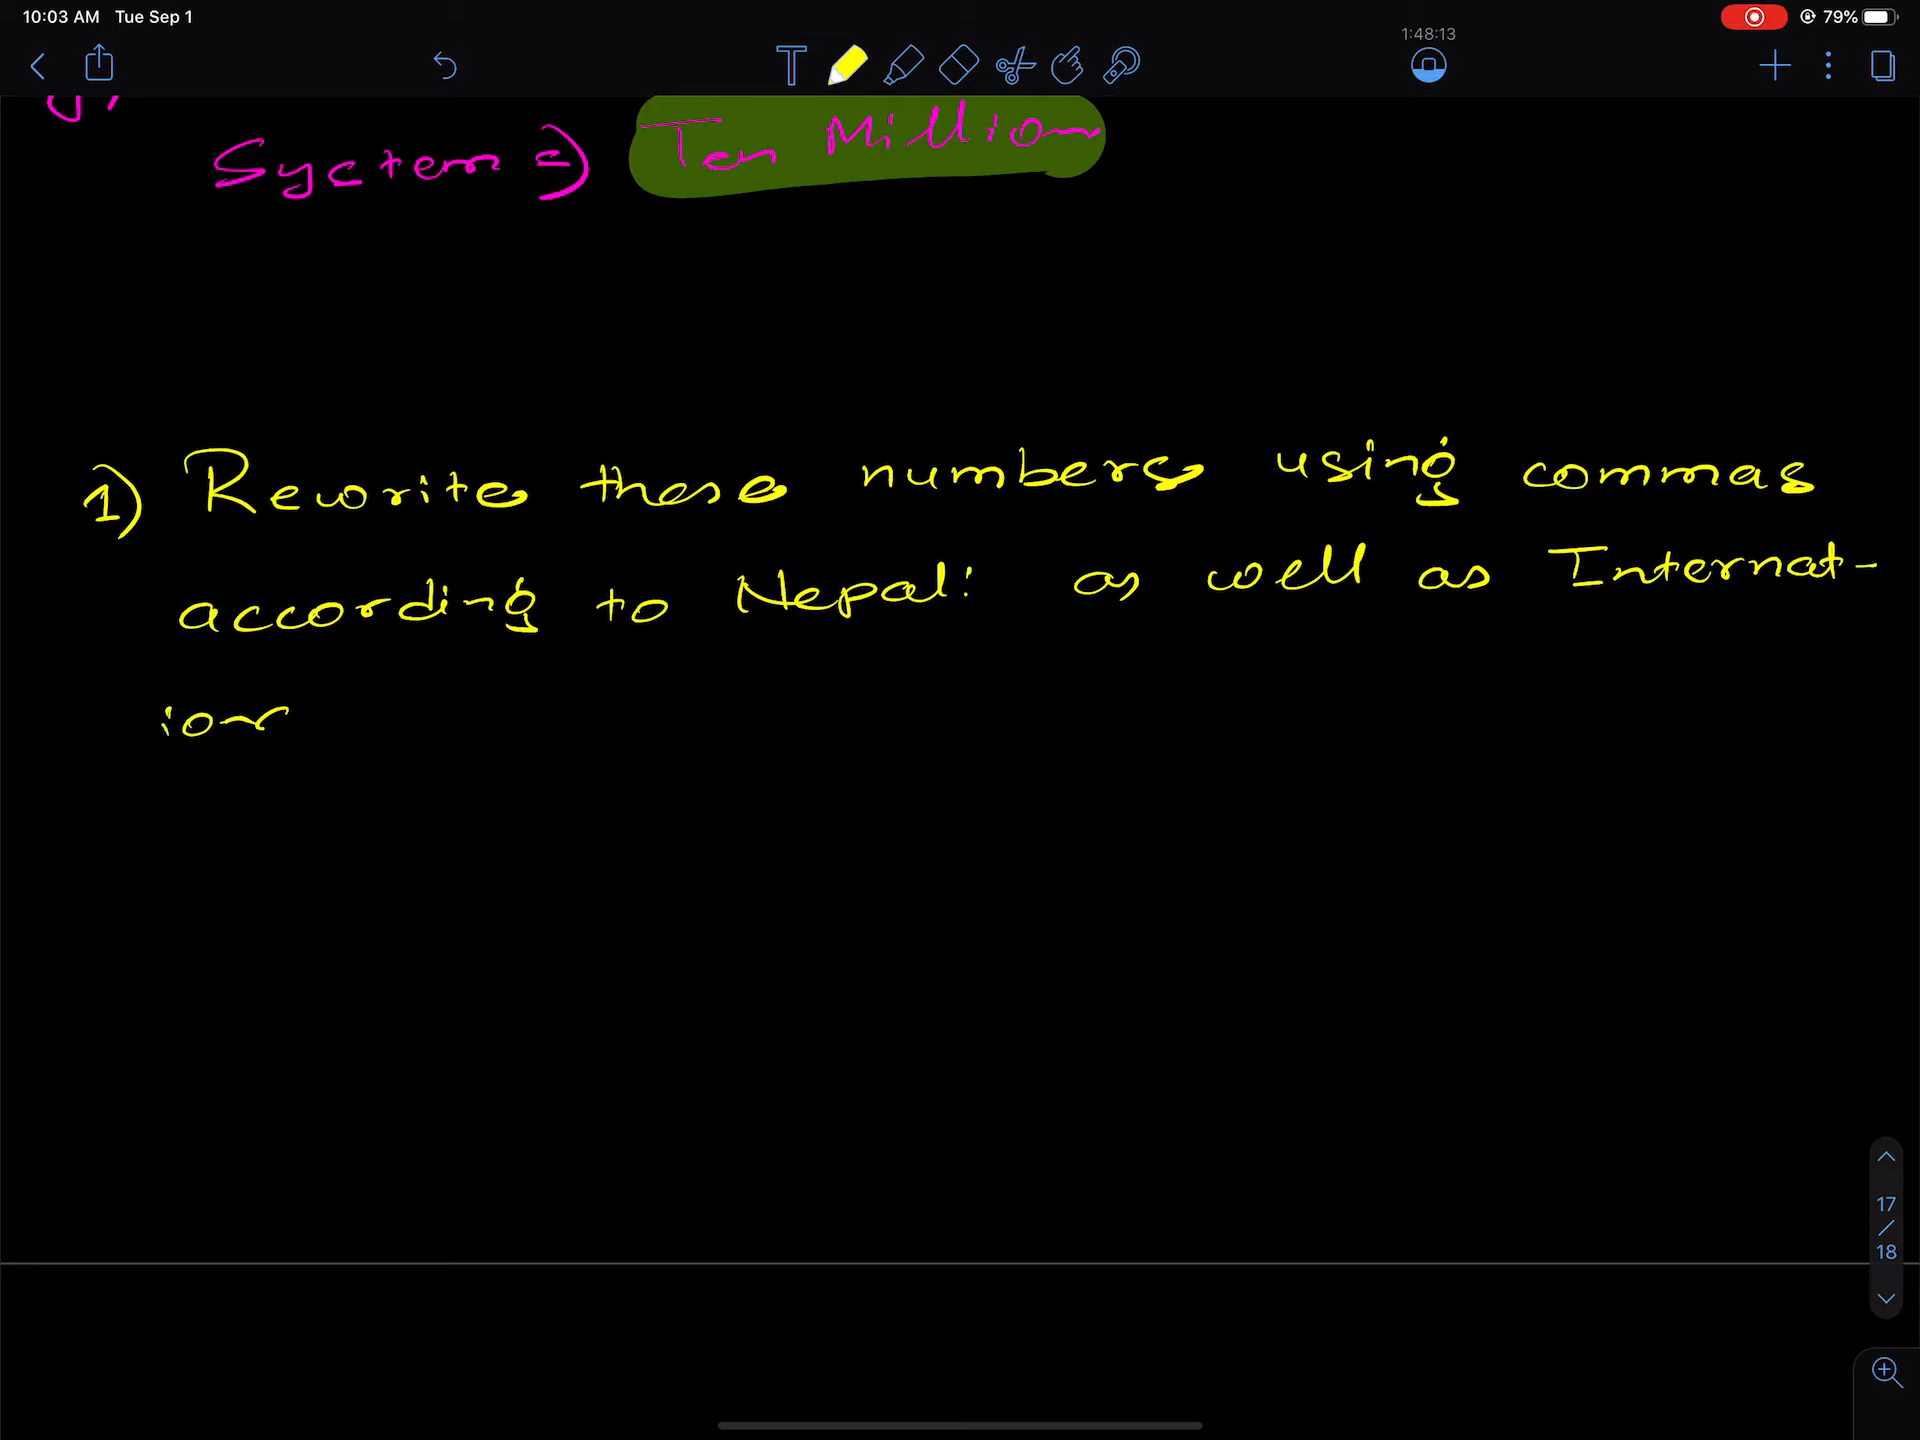 10:03 AM Tue Sep 1
79%
1:48:13
T
System => Ten Million
1) Rewrite these numbers using commas
according to Nepali as well as Internat-
ion
17
/
18